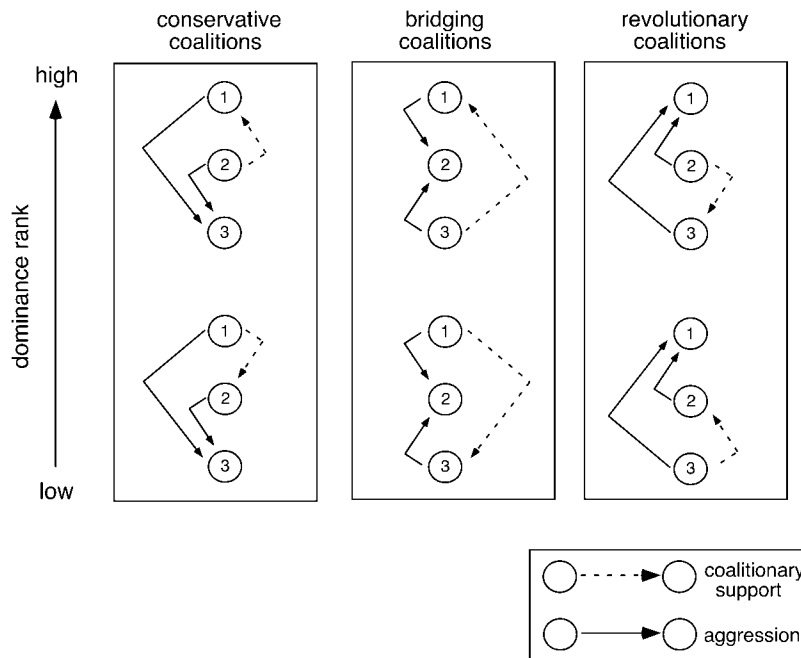 conservative
coalitions
bridging
coalitions
revolutionary
coalitions
high
dominance rank
low
1
2
3
1
2
3
1
2
3
1
2
3
1
2
3
1
2
3
coalitionary
support
aggression